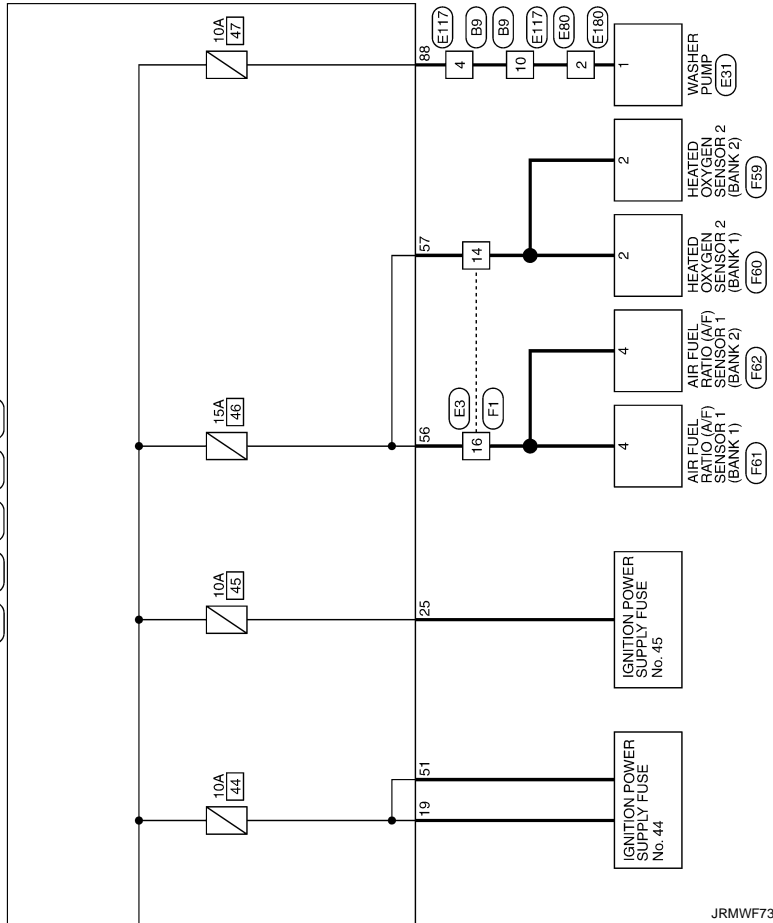 10A
47
88
E117
4
B9
B9
10
E117
E80
2
E180
1
WASHER
PUMP
E31
2
HEATED
OXYGEN
SENSOR 2
(BANK 2)
F59
57
14
2
HEATED
OXYGEN
SENSOR 2
(BANK 1)
F60
4
AIR FUEL
RATIO (A/F)
SENSOR 1
(BANK 2)
F62
15A
46
56
E3
F1
16
4
AIR FUEL
RATIO (A/F)
SENSOR 1
(BANK 1)
F61
10A
45
25
IGNITION POWER
SUPPLY FUSE
No. 45
10A
44
51
19
IGNITION POWER
SUPPLY FUSE
No. 44
JRMWF73